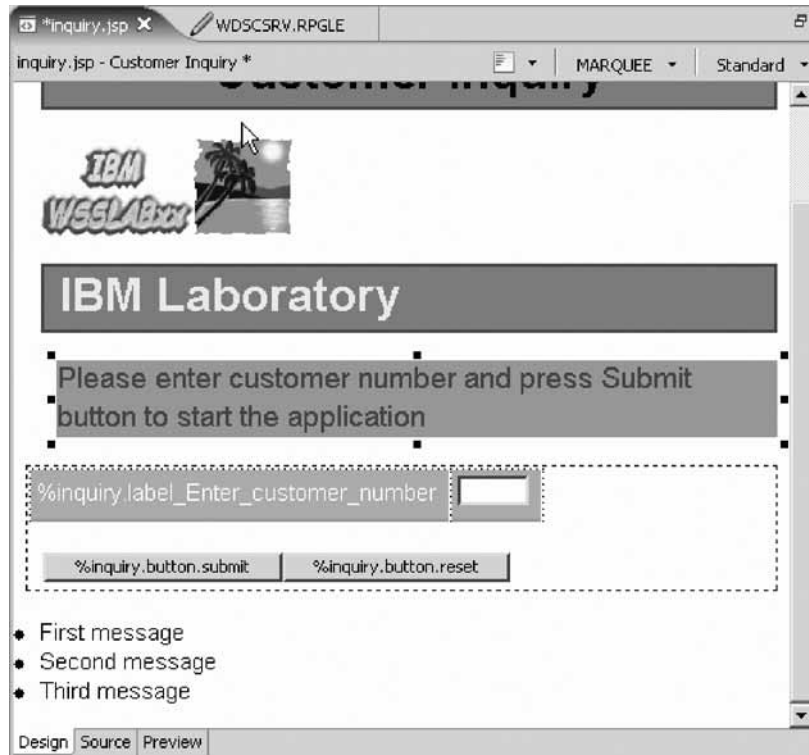 *inquiry.jsp
WDSCSRV.RPGLE
inquiry.jsp - Customer Inquiry *
MARQUEE
Standard
Customer Inquiry
IBM
WSSLABxx
IBM Laboratory
Please enter customer number and press Submit
button to start the application
%inquiry.label_Enter_customer_number
%inquiry.button.submit
%inquiry.button.reset
First message
Second message
Third message
Design
Source
Preview